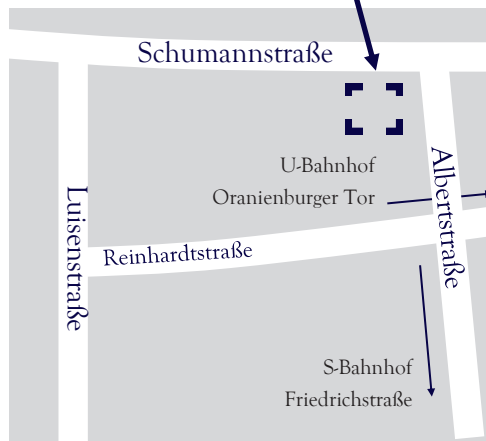 Schumannstraße
U-Bahnhof
Oranienburger Tor
Albertstraße
Luisenstraße
Reinhardtstraße
S-Bahnhof
Friedrichstraße